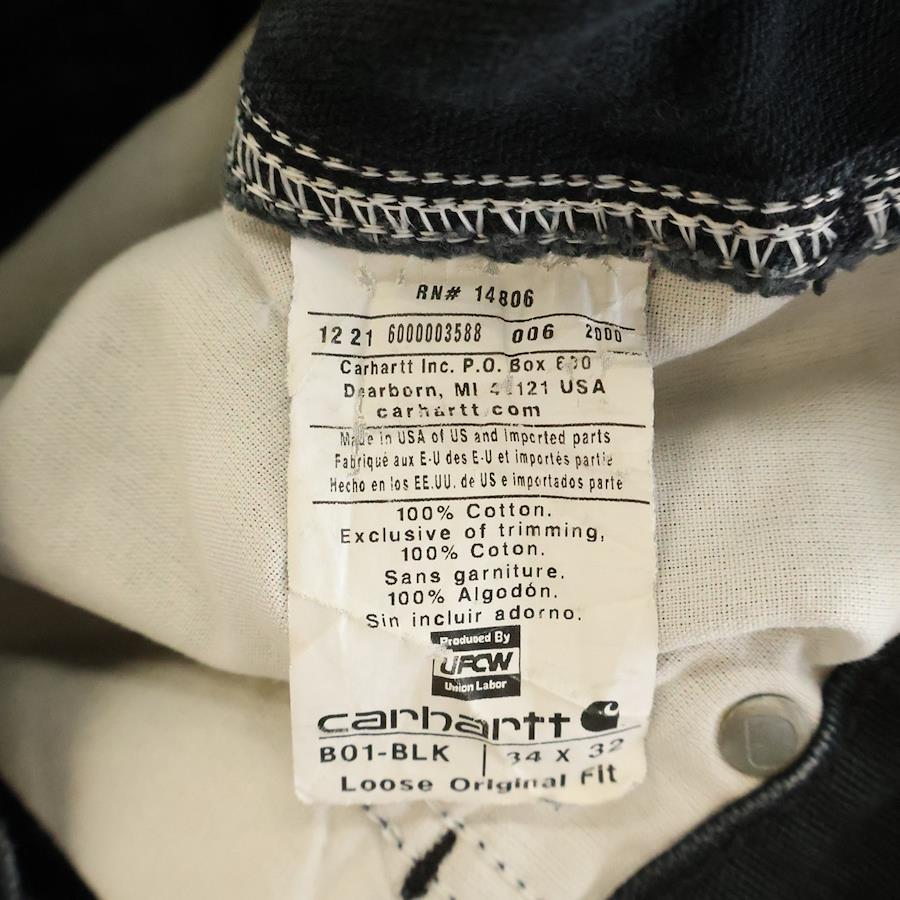 RN# 14806
12 21 6000003588 006 2000
Carhartt Inc. P.O. Box
Dearborn, MI USA
carhartt.com
Made in USA of US and Imported parts
Fabriqué aux E-U des E-U et importés partie
Hecho en los EE.UU. de US e importados parte
100% Cotton.
Exclusive of trimming,
100% Coton.
Sans garniture.
100% Algodón.
Sin incluir adorno.
Produced By
UFCW
Union Labor
carhartt
B01-BLK 34 X 32
Loose Original Fit